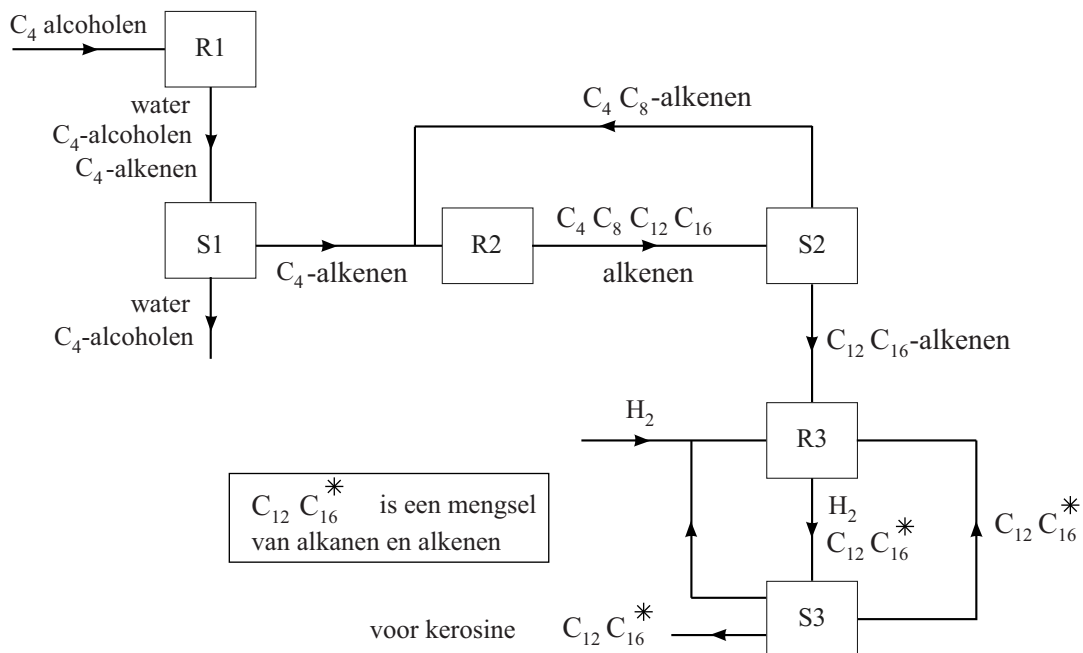 C₄ alcoholen
R1
water
C₄-alcoholen
C₄-alkenen
C₄ C₈-alkenen
S1
C₄-alkenen
R2
C₄ C₈ C₁₂ C₁₆
alkenen
S2
water
C₄-alcoholen
C₁₂ C₁₆-alkenen
H₂
R3
C₁₂ C₁₆* is een mengsel
van alkanen en alkenen
H₂
C₁₂ C₁₆*
C₁₂ C₁₆*
S3
voor kerosine C₁₂ C₁₆*